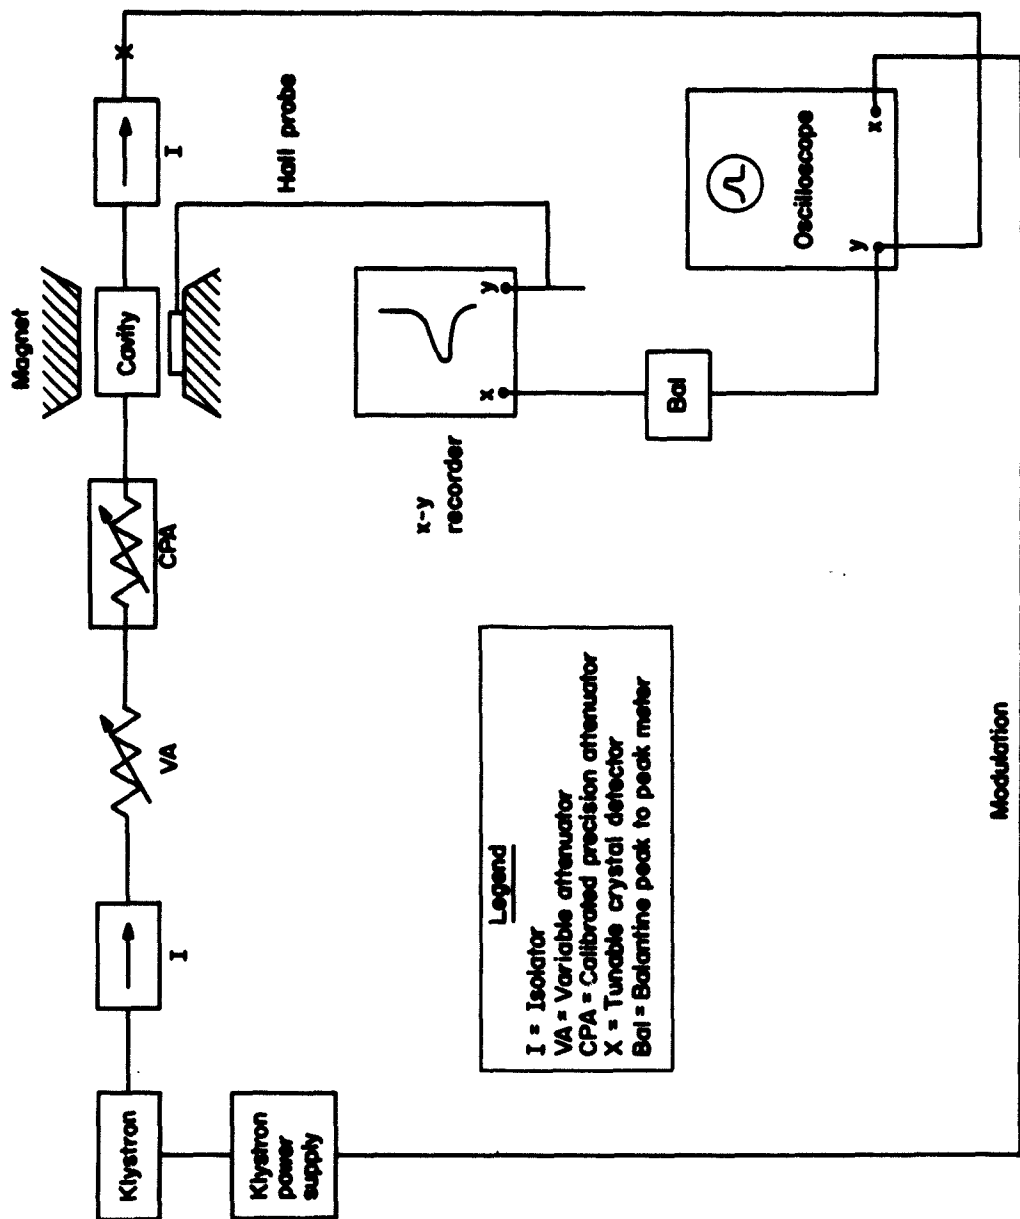 Magnet
Klystron
I
VA
CPA
Cavity
I
X
Klystron
power
supply
Hall probe
x-y
recorder
x
y
Bal
Oscilloscope
y
x
Legend
I = Isolator
VA = Variable attenuator
CPA = Calibrated precision attenuator
X = Tunable crystal detector
Bal = Balantine peak to peak meter
Modulation